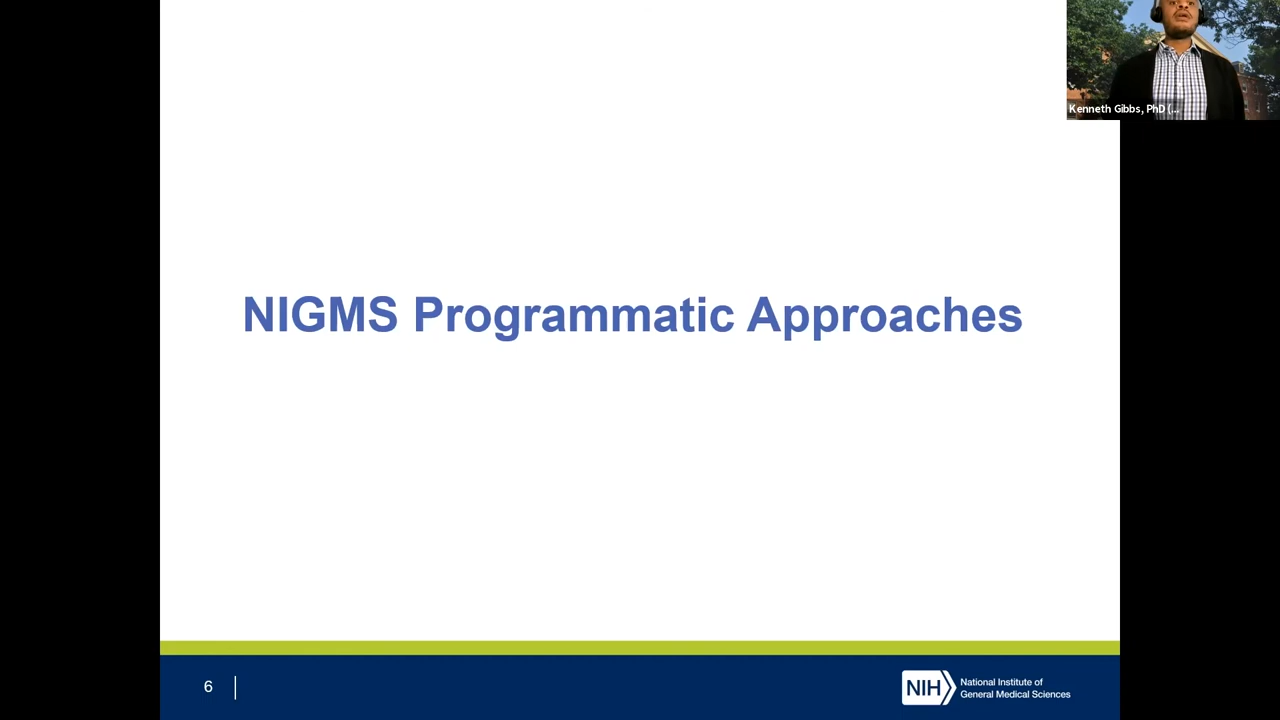 Kenneth Gibbs, PhD (...
NIGMS Programmatic Approaches
6
NIH
National Institute of
General Medical Sciences